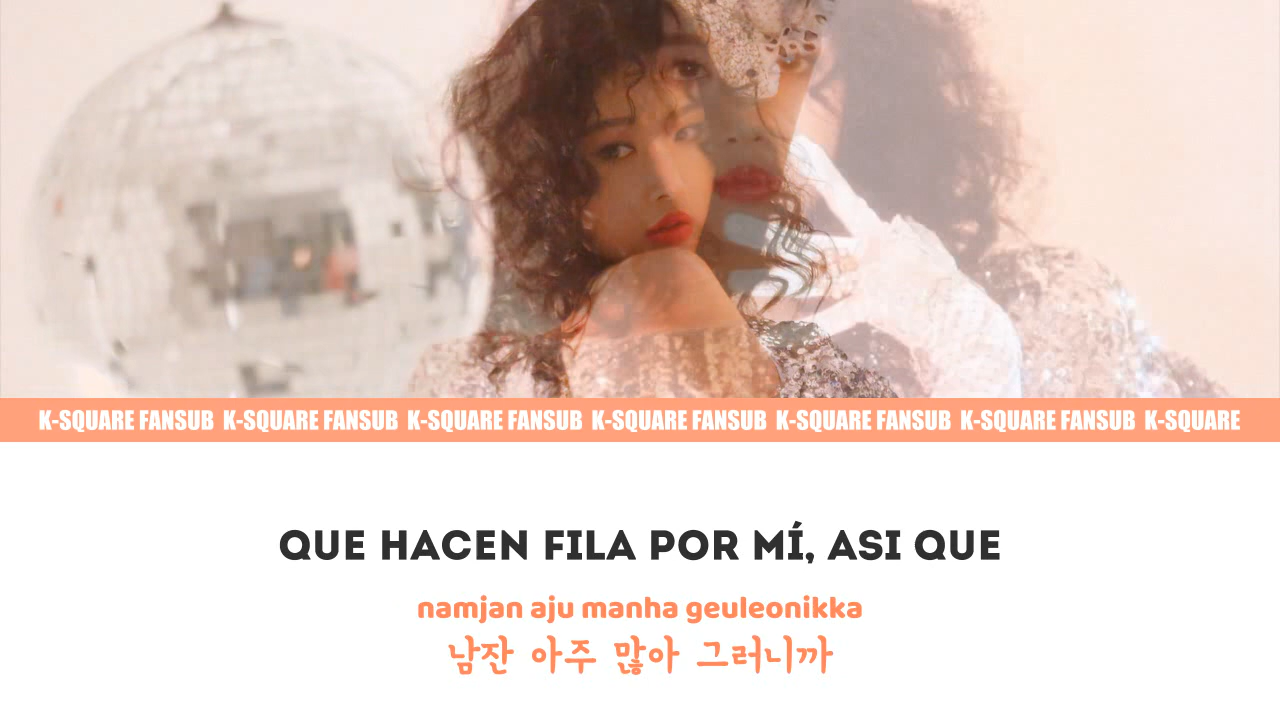 K-SQUARE FANSUB K-SQUARE FANSUB K-SQUARE FANSUB K-SQUARE FANSUB K-SQUARE FANSUB K-SQUARE FANSUB K-SQUARE
QUE HACEN FILA POR MÍ, ASI QUE
namjan aju manha geuleonikka
남잔 아주 많아 그러니까